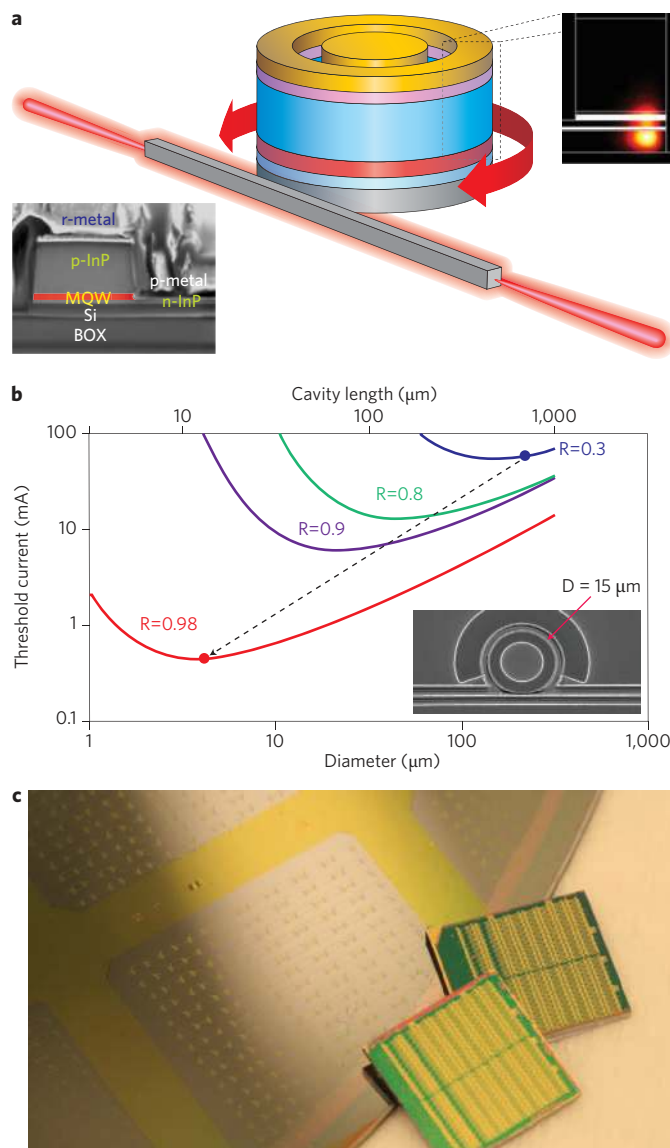 a
r-metal
p-InP
p-metal
MQW
n-InP
Si
BOX
b
Cavity length (μm)
10 100 1,000
100
10
1
0.1
Threshold current (mA)
R=0.3
R=0.8
R=0.9
R=0.98
D = 15 μm
1 10 100 1,000
Diameter (μm)
c